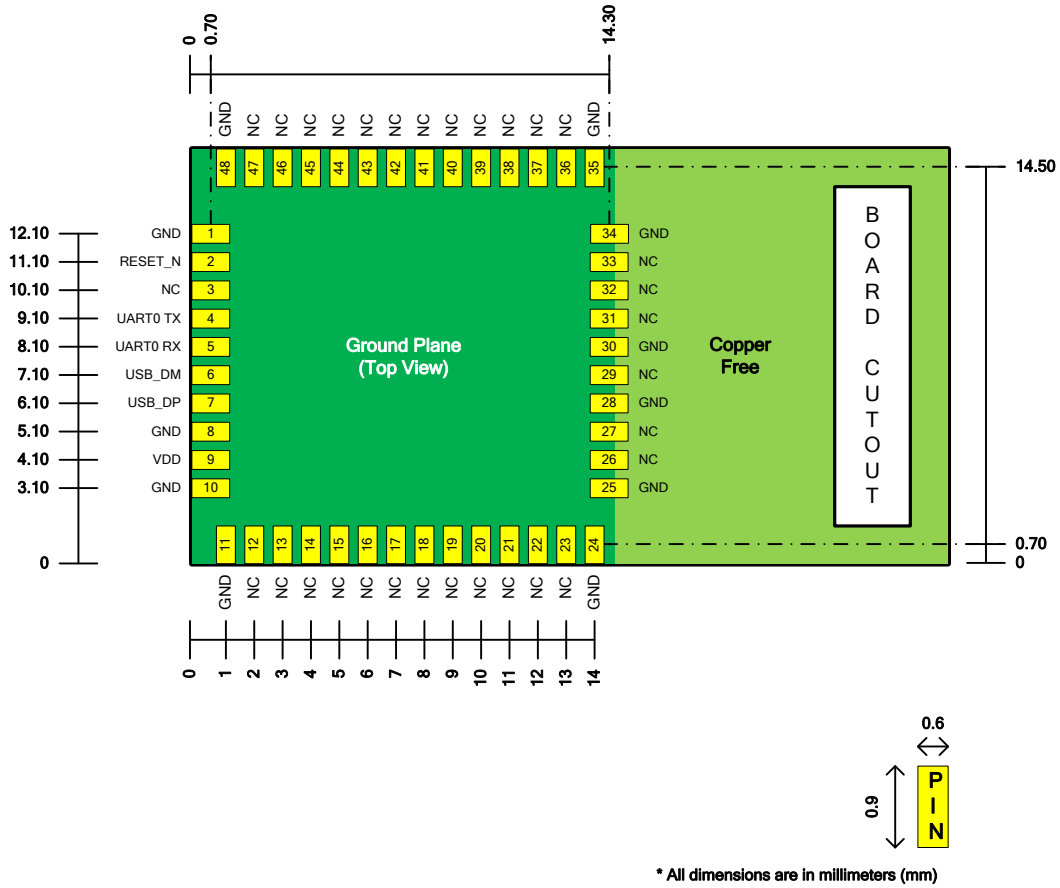 0
0.70
14.30
GND
NC
NC
NC
NC
NC
NC
NC
NC
NC
NC
NC
NC
GND
48
47
46
45
44
43
42
41
40
39
38
37
36
35
14.50
12.10
GND
1
34
GND
11.10
RESET_N
2
33
NC
10.10
NC
3
32
NC
9.10
UART0 TX
4
31
NC
8.10
UART0 RX
5
30
GND
7.10
USB_DM
6
29
NC
6.10
USB_DP
7
28
GND
5.10
GND
8
27
NC
4.10
VDD
9
26
NC
3.10
GND
10
25
GND
Ground Plane
(Top View)
Copper
Free
BOARD CUTOUT
0
11
12
13
14
15
16
17
18
19
20
21
22
23
24
0.70
0
GND
NC
NC
NC
NC
NC
NC
NC
NC
NC
NC
NC
NC
GND
0
1
2
3
4
5
6
7
8
9
10
11
12
13
14
0.6
0.9
PIN
* All dimensions are in millimeters (mm)